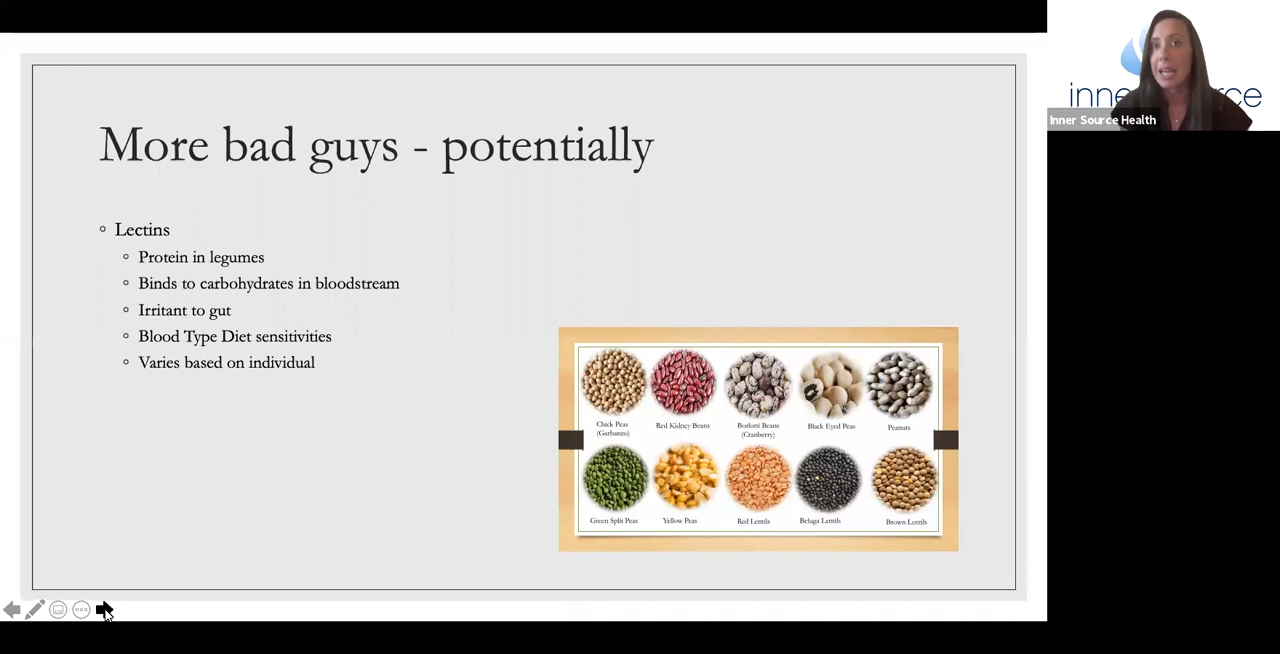 More bad guys - potentially
Lectins
Protein in legumes
Binds to carbohydrates in bloodstream
Irritant to gut
Blood Type Diet sensitivities
Varies based on individual
Chick Peas
(Garbanzo)
Red Kidney Beans
Borlotti Beans
(Cranberry)
Black Eyed Peas
Peanuts
Green Split Peas
Yellow Peas
Red Lentils
Beluga Lentils
Brown Lentils
Inner Source Health